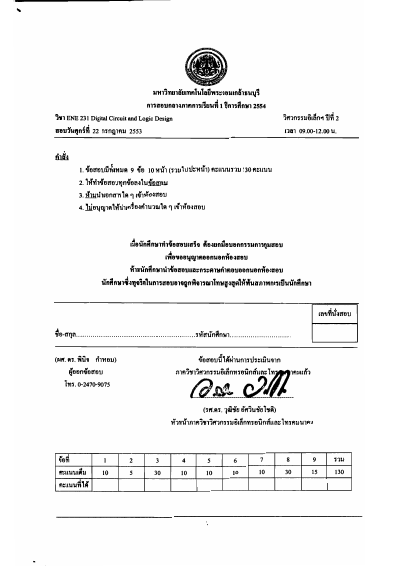 มหาวิทยาลัยเทคโนโลยีพระจอมเกล้าธนบุรี
การสอบกลางภาคการเรียนที่ 1 ปีการศึกษา 2554
วิชา ENE 231 Digital Circuit and Logic Design วิศวกรรมอิเล็กฯ ปีที่ 2
สอบวันศุกร์ที่ 22 กรกฎาคม 2553 เวลา 09.00-12.00 น.
คำสั่ง
1. ข้อสอบมีทั้งหมด 9 ข้อ 10 หน้า (รวมใบปะหน้า) คะแนนรวม 130 คะแนน
2. ให้ทำข้อสอบทุกข้อลงในข้อสอบ
3. ห้ามนำเอกสารใด ๆ เข้าห้องสอบ
4. ไม่อนุญาตให้นำเครื่องคำนวณใด ๆ เข้าห้องสอบ
เมื่อนักศึกษาทำข้อสอบเสร็จ ต้องยกมือบอกกรรมการคุมสอบ
เพื่อขออนุญาตออกนอกห้องสอบ
ห้ามนักศึกษานำข้อสอบและกระดาษคำตอบออกนอกห้องสอบ
นักศึกษาซึ่งทุจริตในการสอบอาจถูกพิจารณาโทษสูงสุดให้พ้นสภาพการเป็นนักศึกษา
เลขที่นั่งสอบ
ชื่อ-สกุล..............................................รหัสนักศึกษา.......................
(ผศ. ดร. พินิจ กำหอม) ข้อสอบนี้ได้ผ่านการประเมินจาก
ผู้ออกข้อสอบ ภาควิชาวิศวกรรมอิเล็กทรอนิกส์และโทรคมนาคมแล้ว
โทร. 0-2470-9075
(รศ.ดร. วุฒิชัย อัศวินชัยโชติ)
หัวหน้าภาควิชาวิศวกรรมอิเล็กทรอนิกส์และโทรคมนาคม
ข้อที่ 1 2 3 4 5 6 7 8 9 รวม
คะแนนเต็ม 10 5 30 10 10 10 10 30 15 130
คะแนนที่ได้